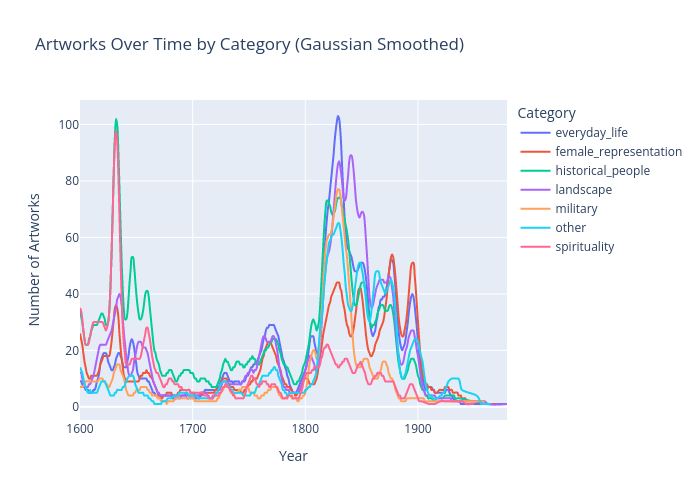 Artworks Over Time by Category (Gaussian Smoothed)
Category
everyday_life
female_representation
historical_people
landscape
military
other
spirituality
Number of Artworks
100
80
60
40
20
0
1600
1700
1800
1900
Year